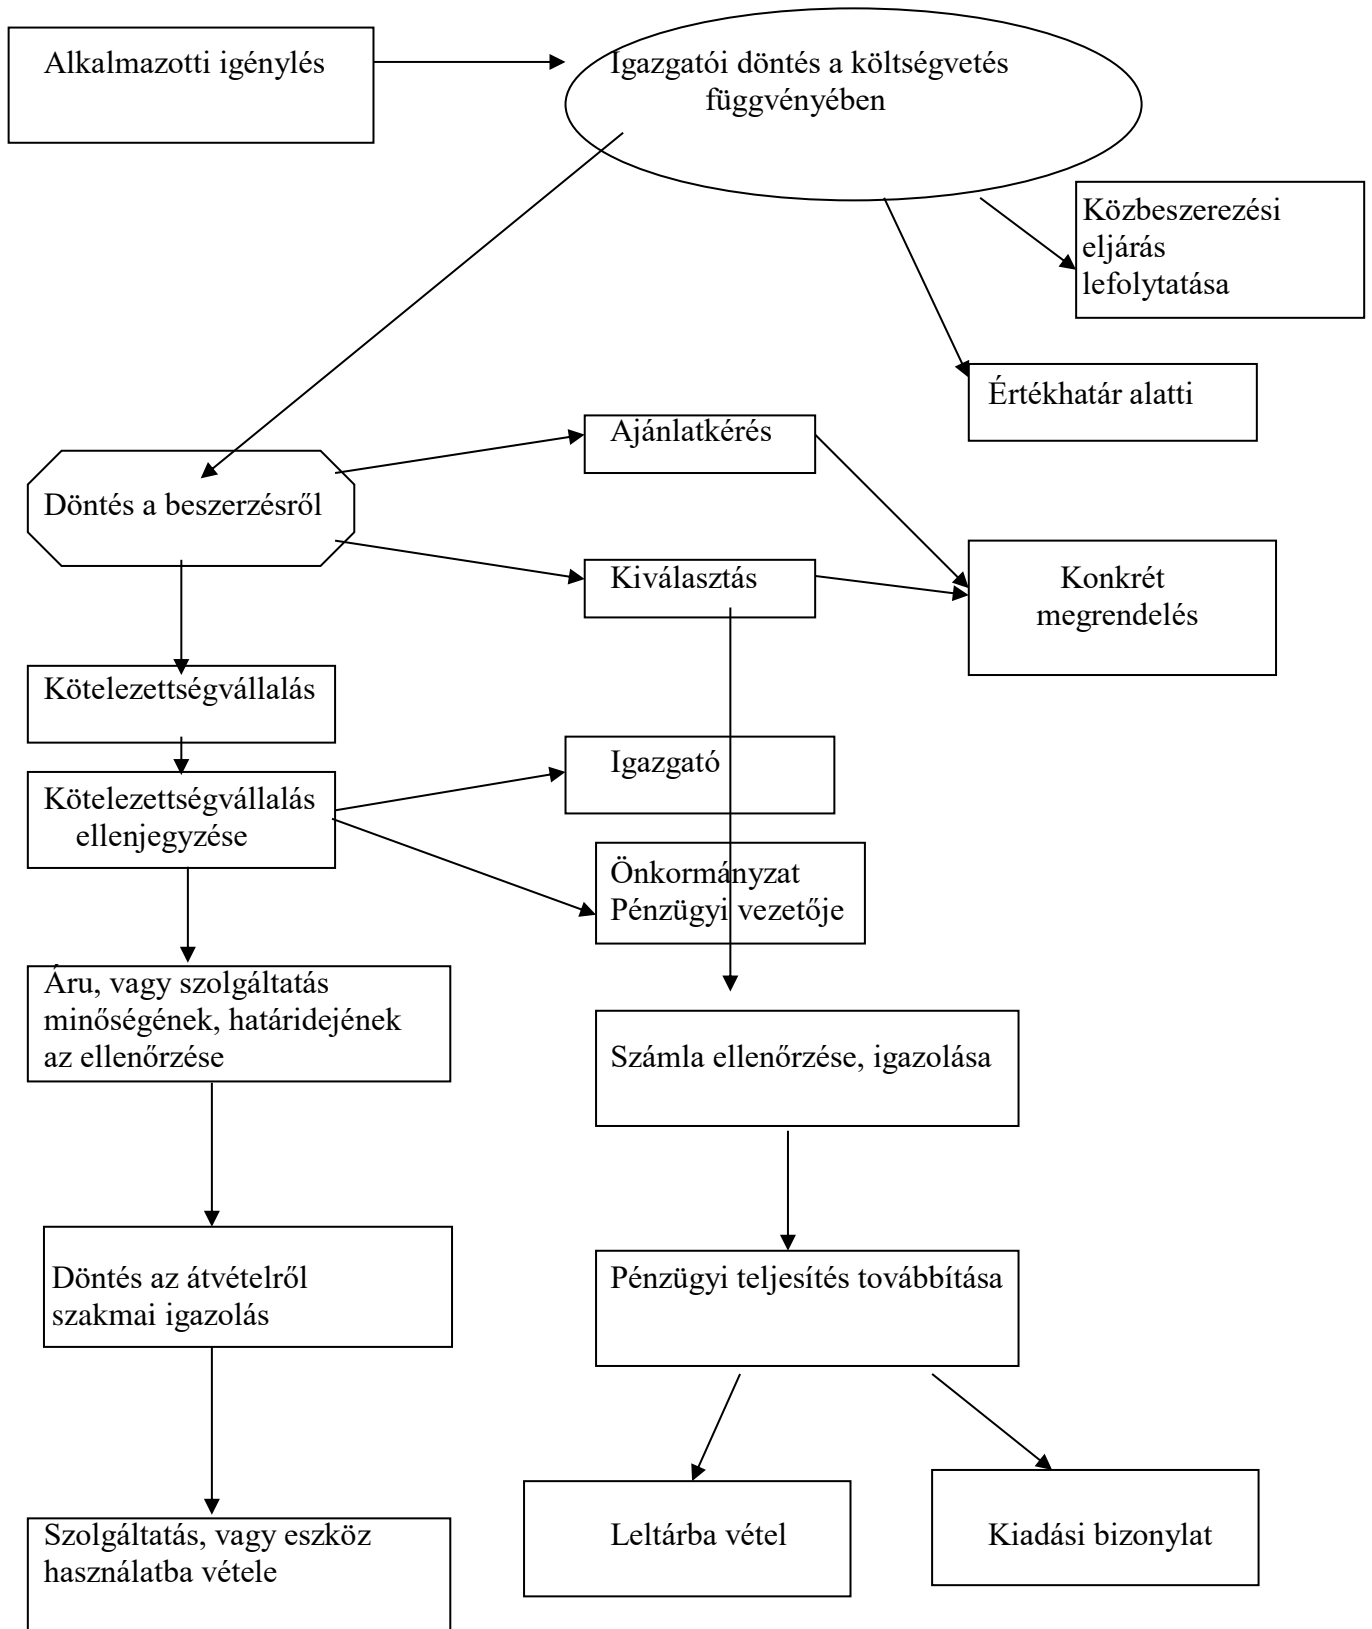 Alkalmazotti igénylés
Igazgatói döntés a költségvetés
függvényében
Közbeszerezési
eljárás
lefolytatása
Értékhatár alatti
Ajánlatkérés
Döntés a beszerzésről
Kiválasztás
Konkrét
megrendelés
Kötelezettségvállalás
Igazgató
Kötelezettségvállalás
ellenjegyzése
Önkormányzat
Pénzügyi vezetője
Áru, vagy szolgáltatás
minőségének, határidejének
az ellenőrzése
Számla ellenőrzése, igazolása
Döntés az átvételről
szakmai igazolás
Pénzügyi teljesítés továbbítása
Szolgáltatás, vagy eszköz
használatba vétele
Leltárba vétel
Kiadási bizonylat